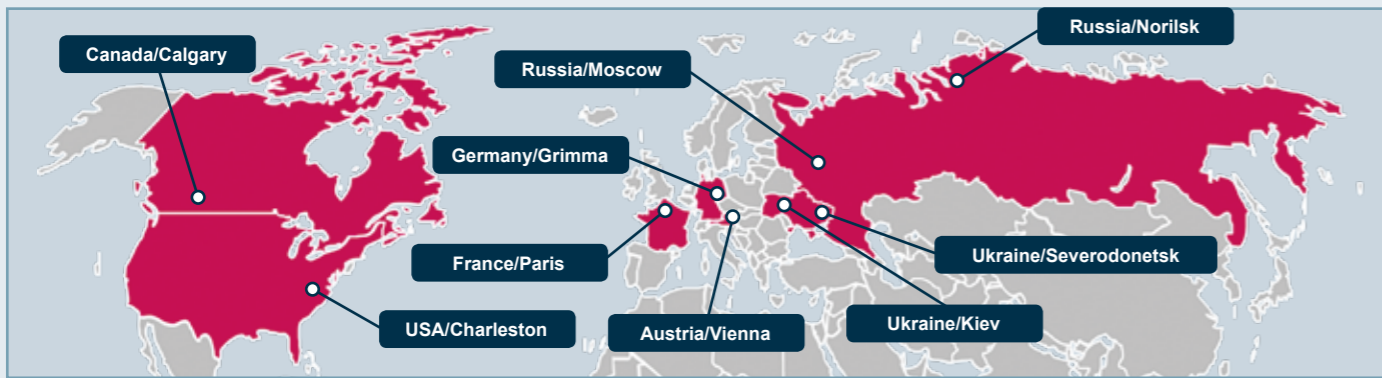 Canada/Calgary
Russia/Norilsk
Russia/Moscow
Germany/Grimma
France/Paris
Ukraine/Severodonetsk
USA/Charleston
Austria/Vienna
Ukraine/Kiev